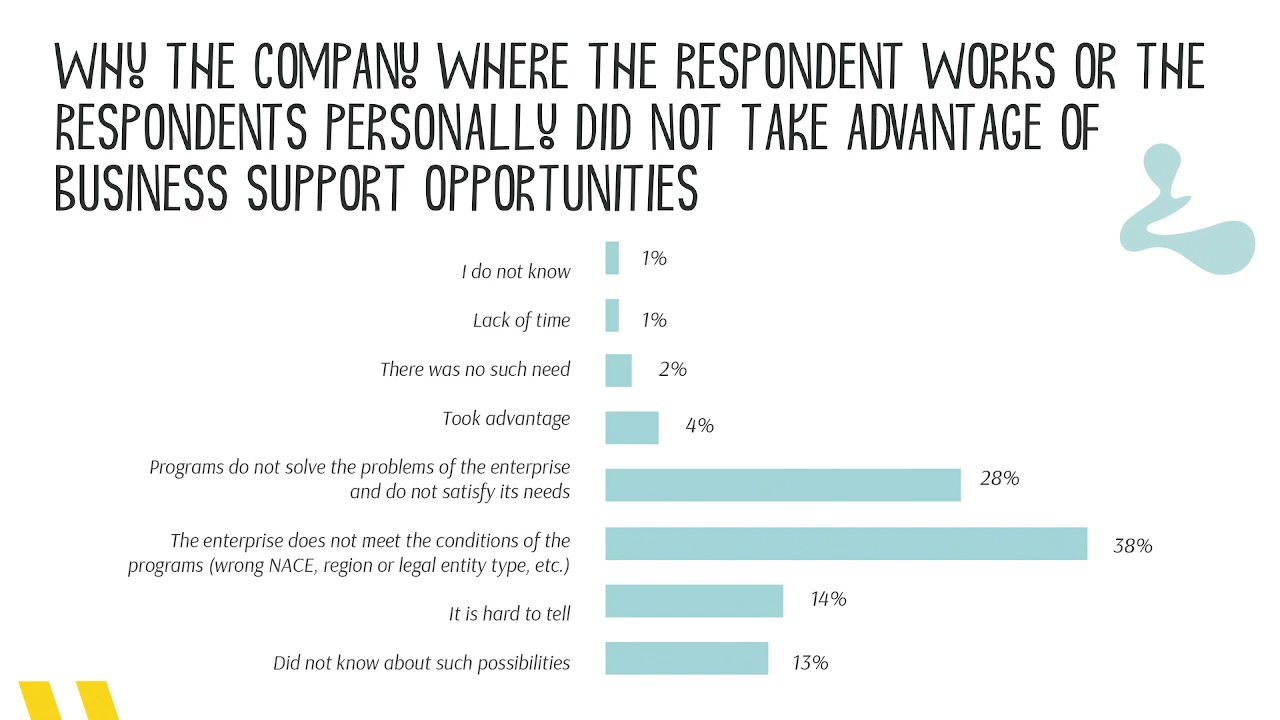 WHY THE COMPANY WHERE THE RESPONDENT WORKS OR THE
RESPONDENTS PERSONALLY DID NOT TAKE ADVANTAGE OF
BUSINESS SUPPORT OPPORTUNITIES
I do not know 1%
Lack of time 1%
There was no such need 2%
Took advantage 4%
Programs do not solve the problems of the enterprise
and do not satisfy its needs 28%
The enterprise does not meet the conditions of the
programs (wrong NACE, region or legal entity type, etc.) 38%
It is hard to tell 14%
Did not know about such possibilities 13%